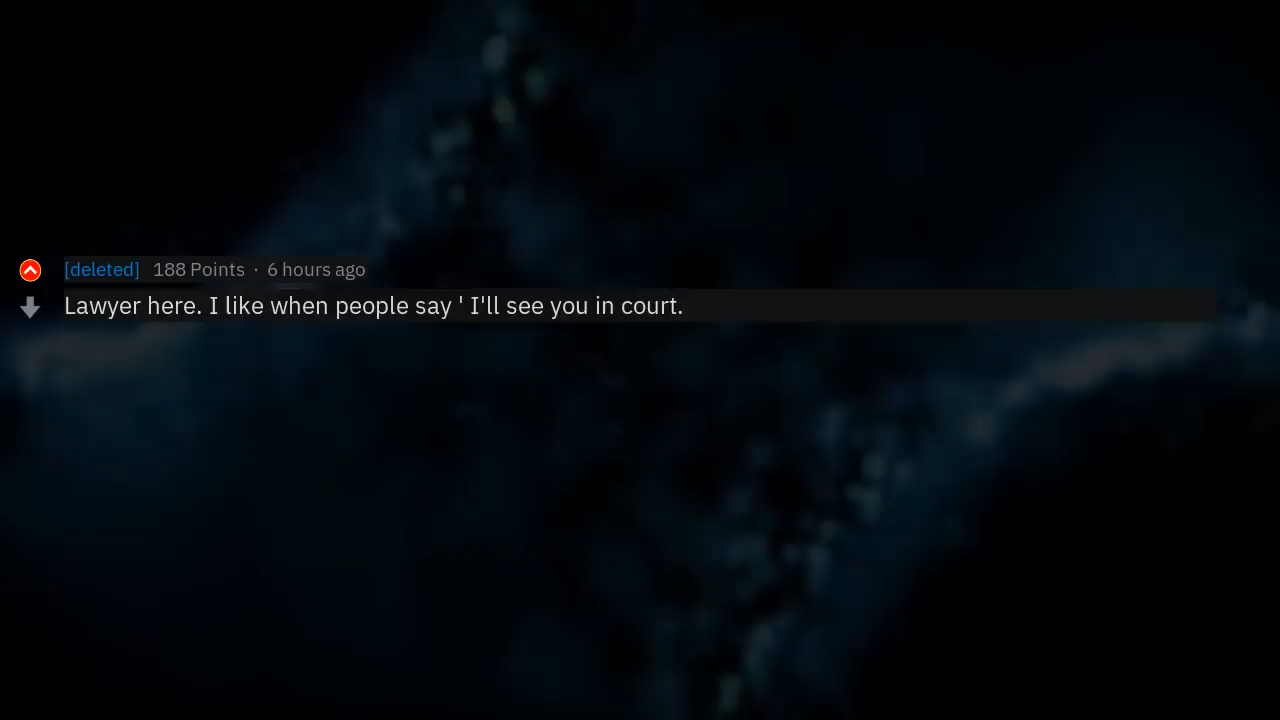 [deleted] 188 Points · 6 hours ago
Lawyer here. I like when people say ' I'll see you in court.